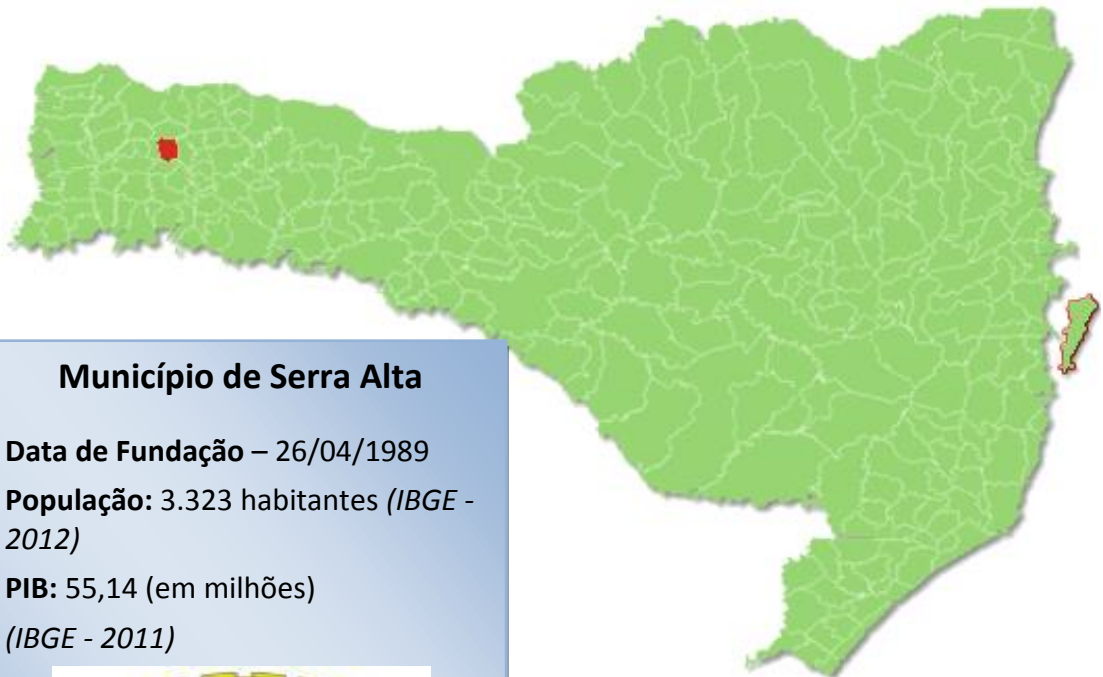 Município de Serra Alta
Data de Fundação – 26/04/1989
População: 3.323 habitantes (IBGE -
2012)
PIB: 55,14 (em milhões)
(IBGE - 2011)